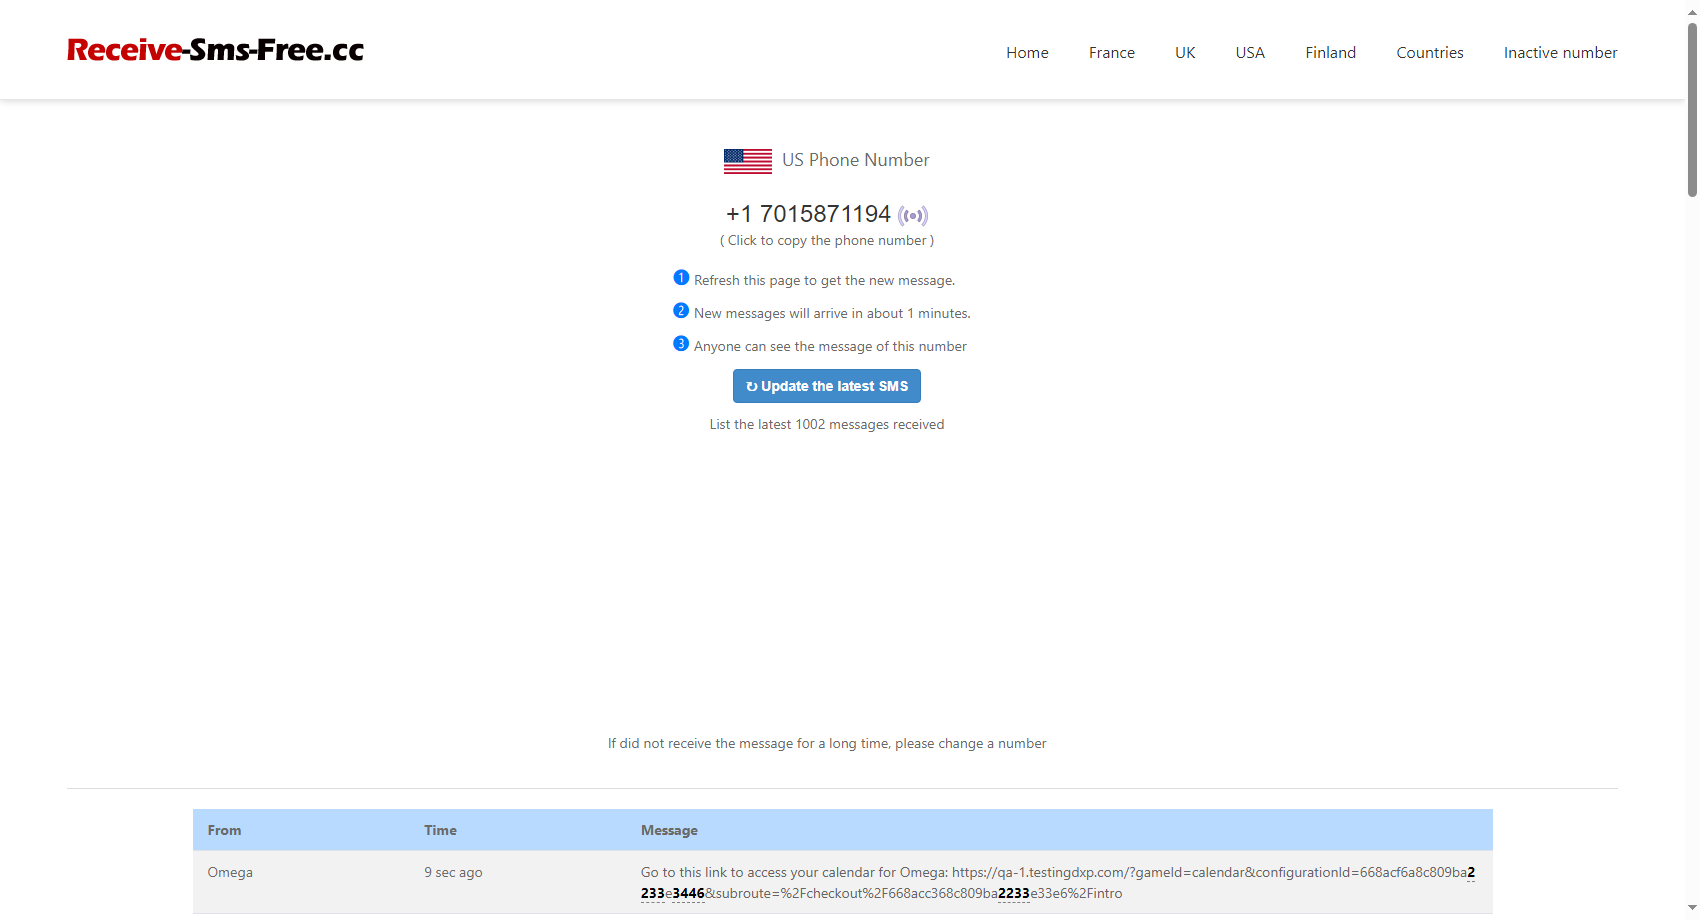 Receive-Sms-Free.cc
Home France UK USA Finland Countries Inactive number
US Phone Number
+1 7015871194
( Click to copy the phone number )
1 Refresh this page to get the new message.
2 New messages will arrive in about 1 minutes.
3 Anyone can see the message of this number
↻ Update the latest SMS
List the latest 1002 messages received
If did not receive the message for a long time, please change a number
From Time Message
Omega 9 sec ago Go to this link to access your calendar for Omega: https://qa-1.testingdxp.com/?gameId=calendar&configurationId=668acf6a8c809ba2
233e3446&subroute=%2Fcheckout%2F668acc368c809ba2233e33e6%2Fintro